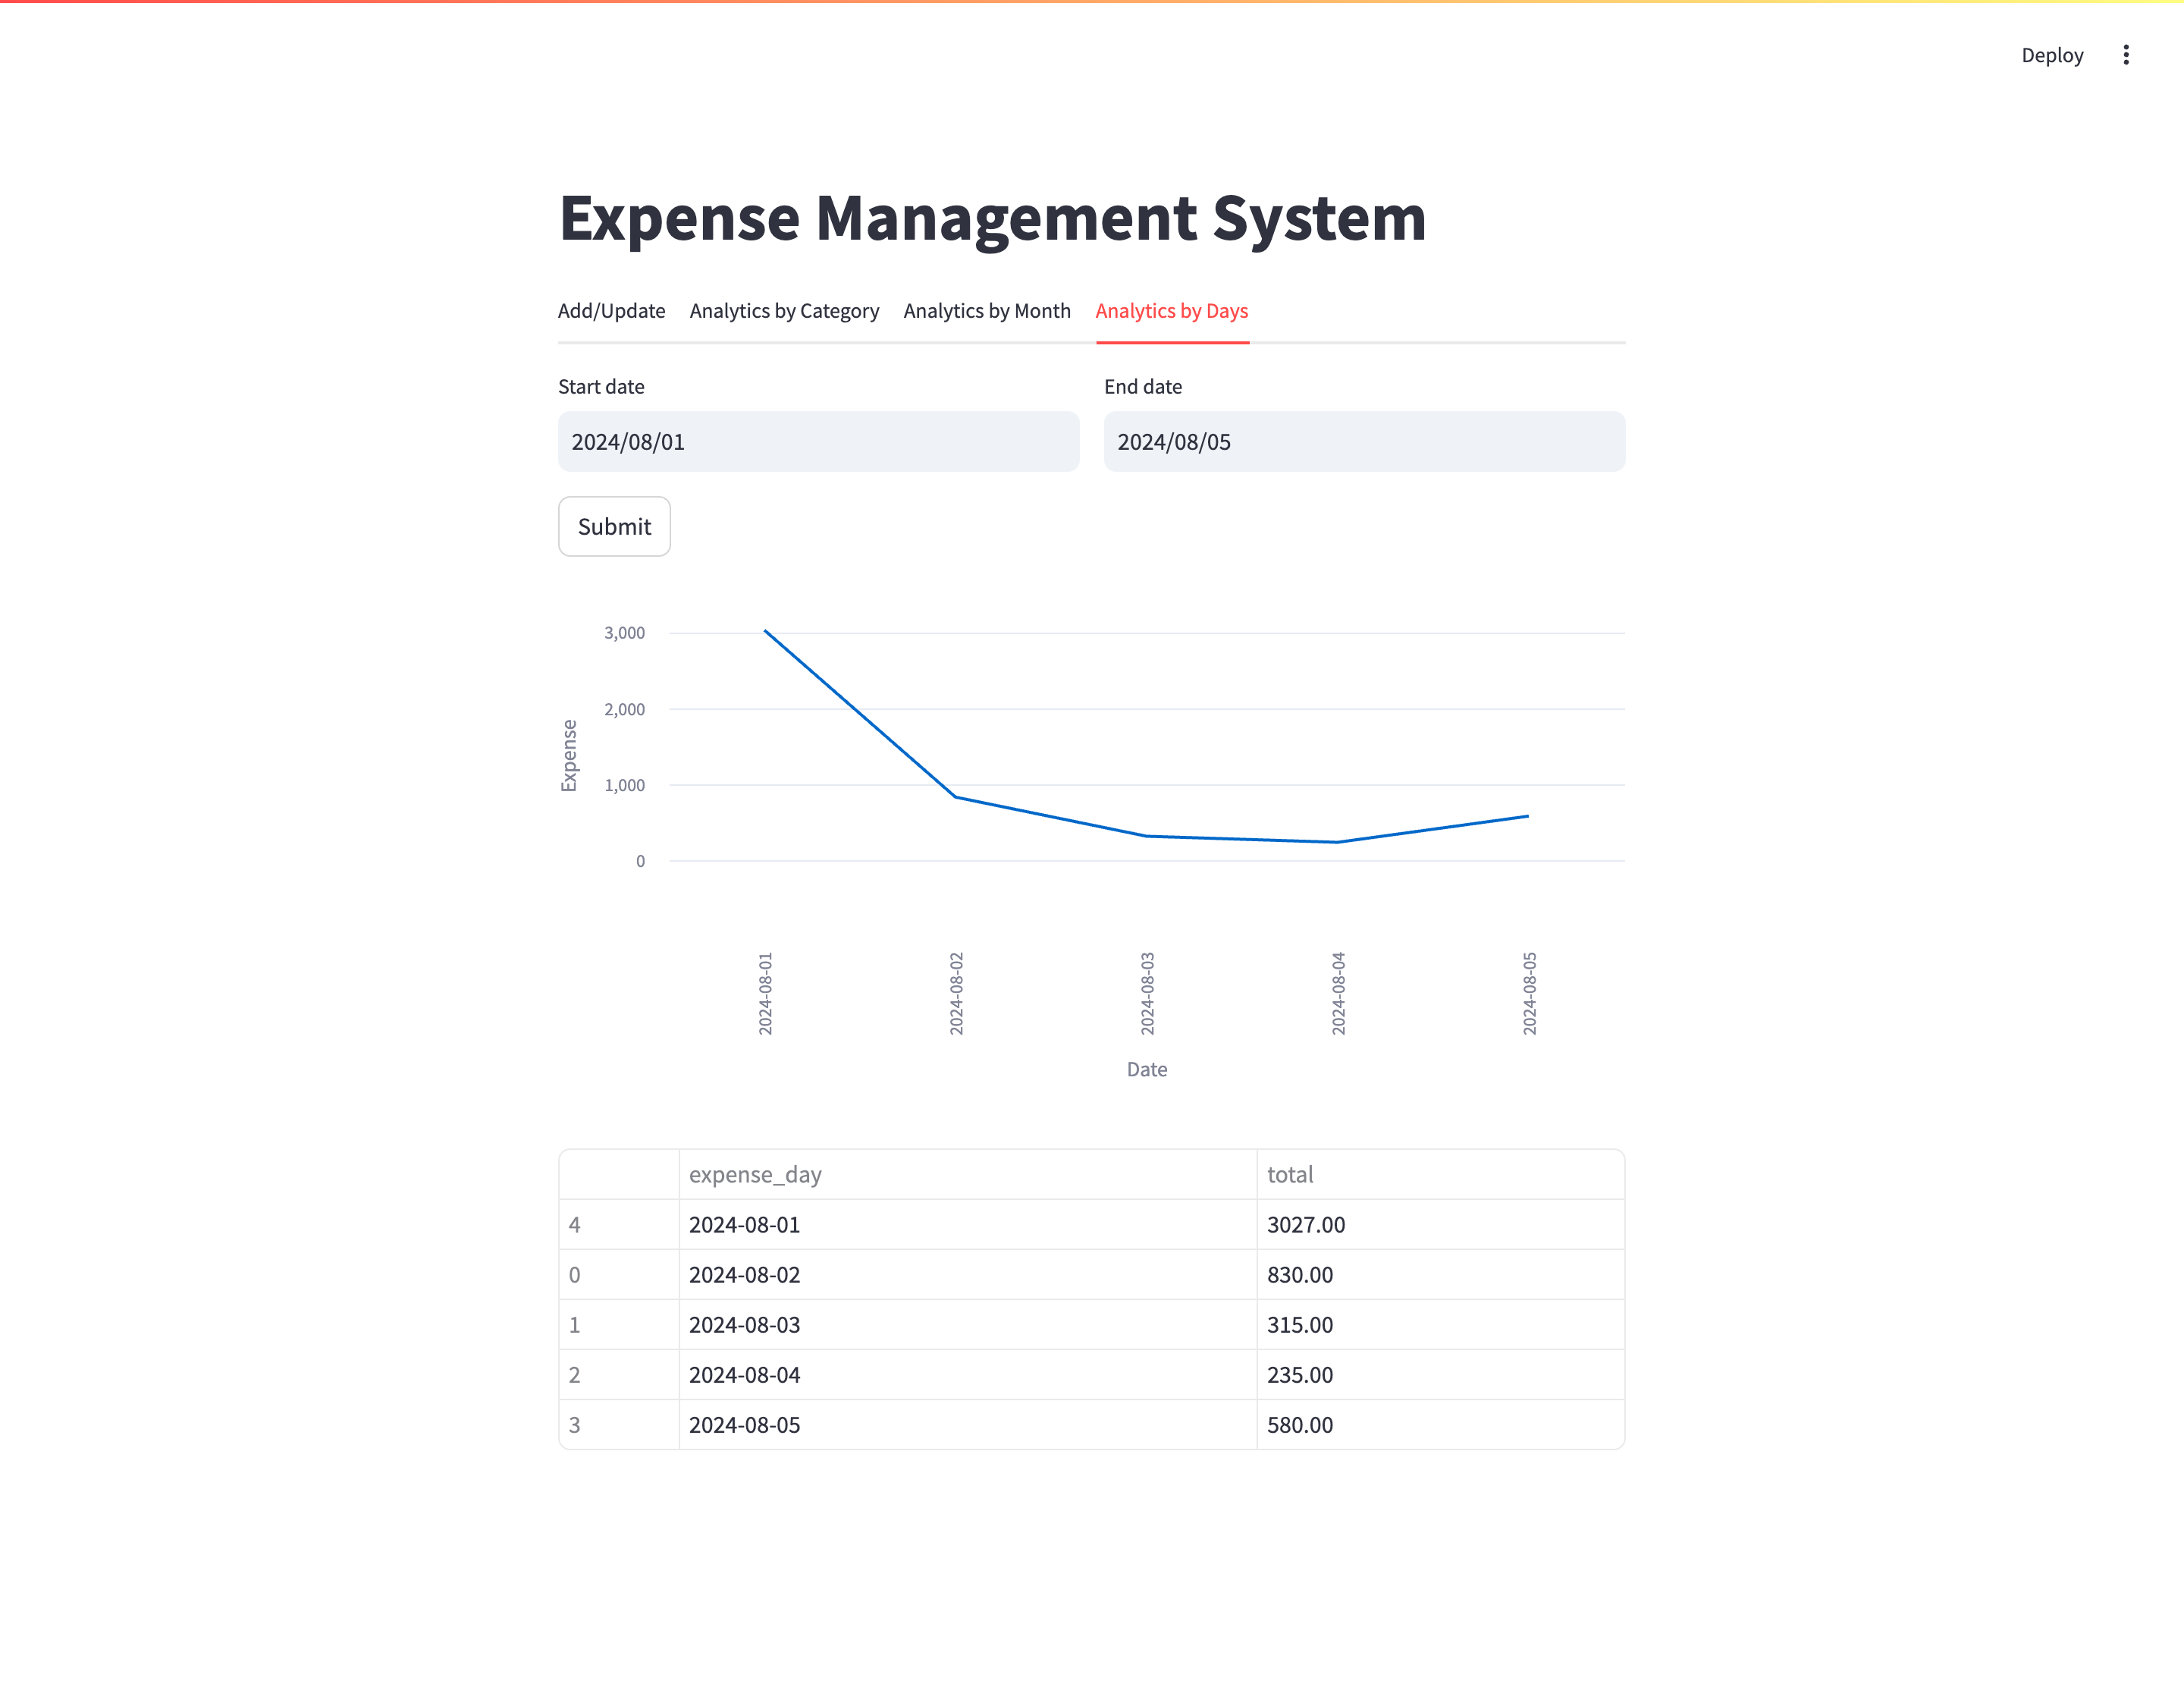 Deploy
Expense Management System
Add/Update Analytics by Category Analytics by Month Analytics by Days
Start date End date
2024/08/01 2024/08/05
Submit
3,000
2,000
1,000
0
Expense
2024-08-01 2024-08-02 2024-08-03 2024-08-04 2024-08-05
Date
expense_day total
4 2024-08-01 3027.00
0 2024-08-02 830.00
1 2024-08-03 315.00
2 2024-08-04 235.00
3 2024-08-05 580.00